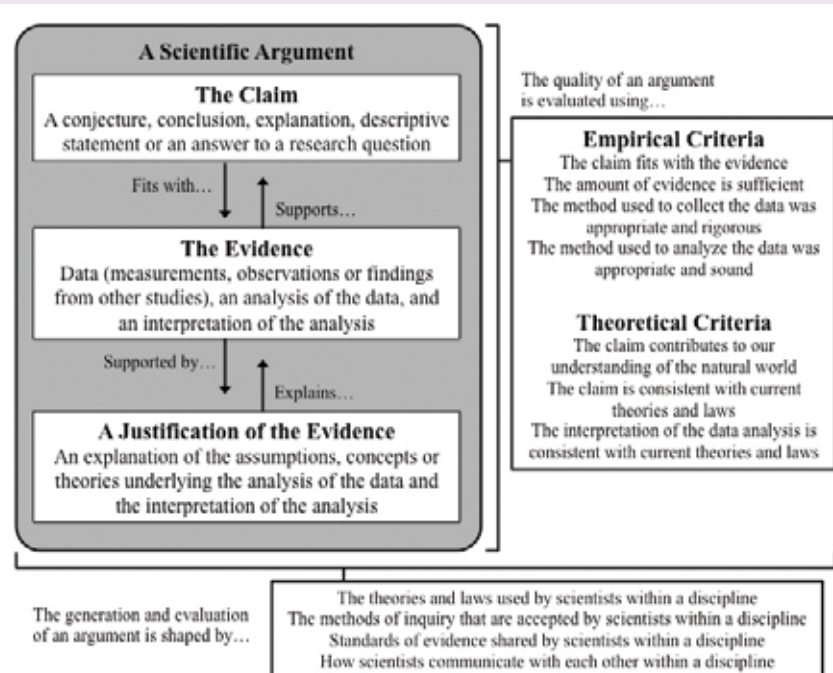 A Scientific Argument
The Claim
A conjecture, conclusion, explanation, descriptive
statement or an answer to a research question
Fits with...
Supports...
The Evidence
Data (measurements, observations or findings
from other studies), an analysis of the data, and
an interpretation of the analysis
Supported by...
Explains...
A Justification of the Evidence
An explanation of the assumptions, concepts or
theories underlying the analysis of the data and
the interpretation of the analysis
The quality of an argument
is evaluated using...
Empirical Criteria
The claim fits with the evidence
The amount of evidence is sufficient
The method used to collect the data was
appropriate and rigorous
The method used to analyze the data was
appropriate and sound
Theoretical Criteria
The claim contributes to our
understanding of the natural world
The claim is consistent with current
theories and laws
The interpretation of the data analysis is
consistent with current theories and laws
The generation and evaluation
of an argument is shaped by...
The theories and laws used by scientists within a discipline
The methods of inquiry that are accepted by scientists within a discipline
Standards of evidence shared by scientists within a discipline
How scientists communicate with each other within a discipline